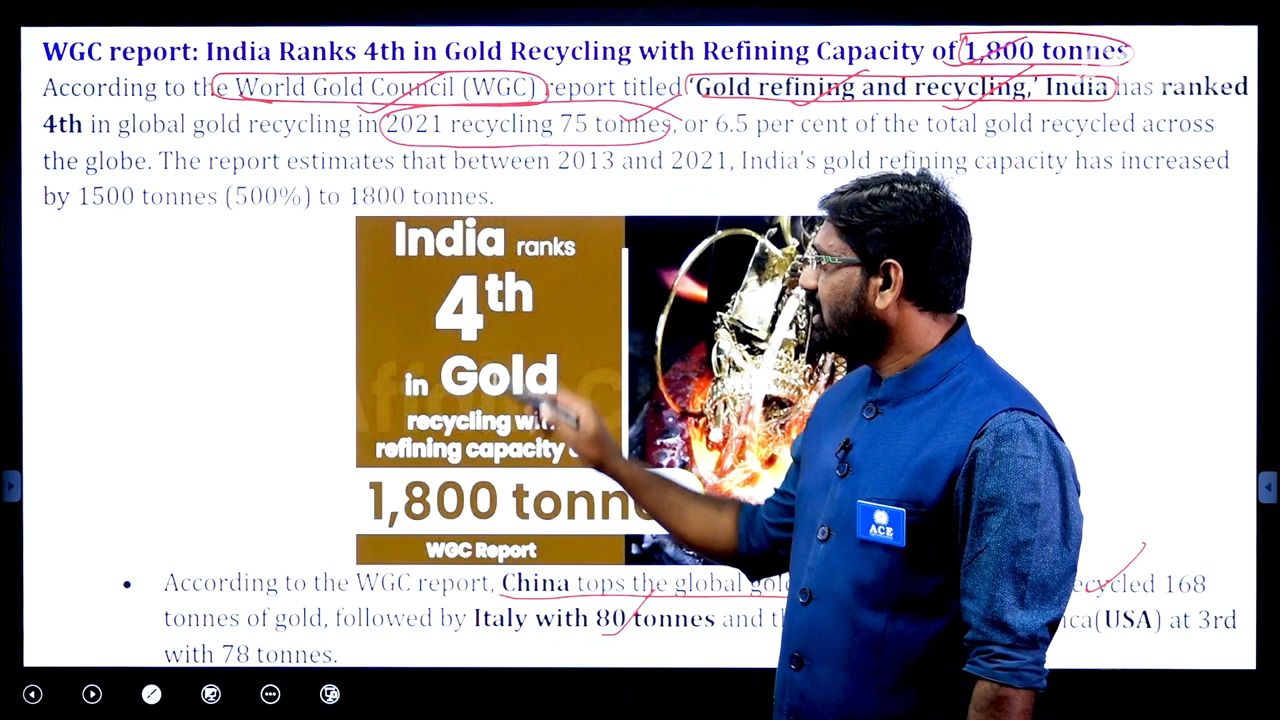 WGC report: India Ranks 4th in Gold Recycling with Refining Capacity of 1,800 tonnes
According to the World Gold Council (WGC) report titled ‘Gold refining and recycling,’ India has ranked
4th in global gold recycling in 2021 recycling 75 tonnes, or 6.5 per cent of the total gold recycled across
the globe. The report estimates that between 2013 and 2021, India’s gold refining capacity has increased
by 1500 tonnes (500%) to 1800 tonnes.
India ranks
4th
in Gold
recycling
refining capacity
1,800
WGC Report
ACE
• According to the WGC report, China tops the global 168
tonnes of gold, followed by Italy with 80 tonnes and (USA) at 3rd
with 78 tonnes.